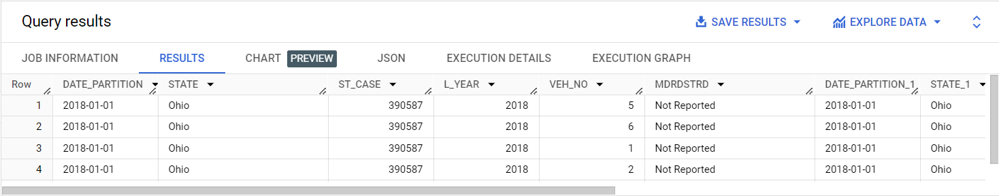 Query results SAVE RESULTS EXPLORE DATA
JOB INFORMATION RESULTS CHART PREVIEW JSON EXECUTION DETAILS EXECUTION GRAPH
Row DATE_PARTITION STATE ST_CASE L_YEAR VEH_NO MDRDSTRD DATE_PARTITION_1 STATE_1
1 2018-01-01 Ohio 390587 2018 5 Not Reported 2018-01-01 Ohio
2 2018-01-01 Ohio 390587 2018 6 Not Reported 2018-01-01 Ohio
3 2018-01-01 Ohio 390587 2018 1 Not Reported 2018-01-01 Ohio
4 2018-01-01 Ohio 390587 2018 2 Not Reported 2018-01-01 Ohio